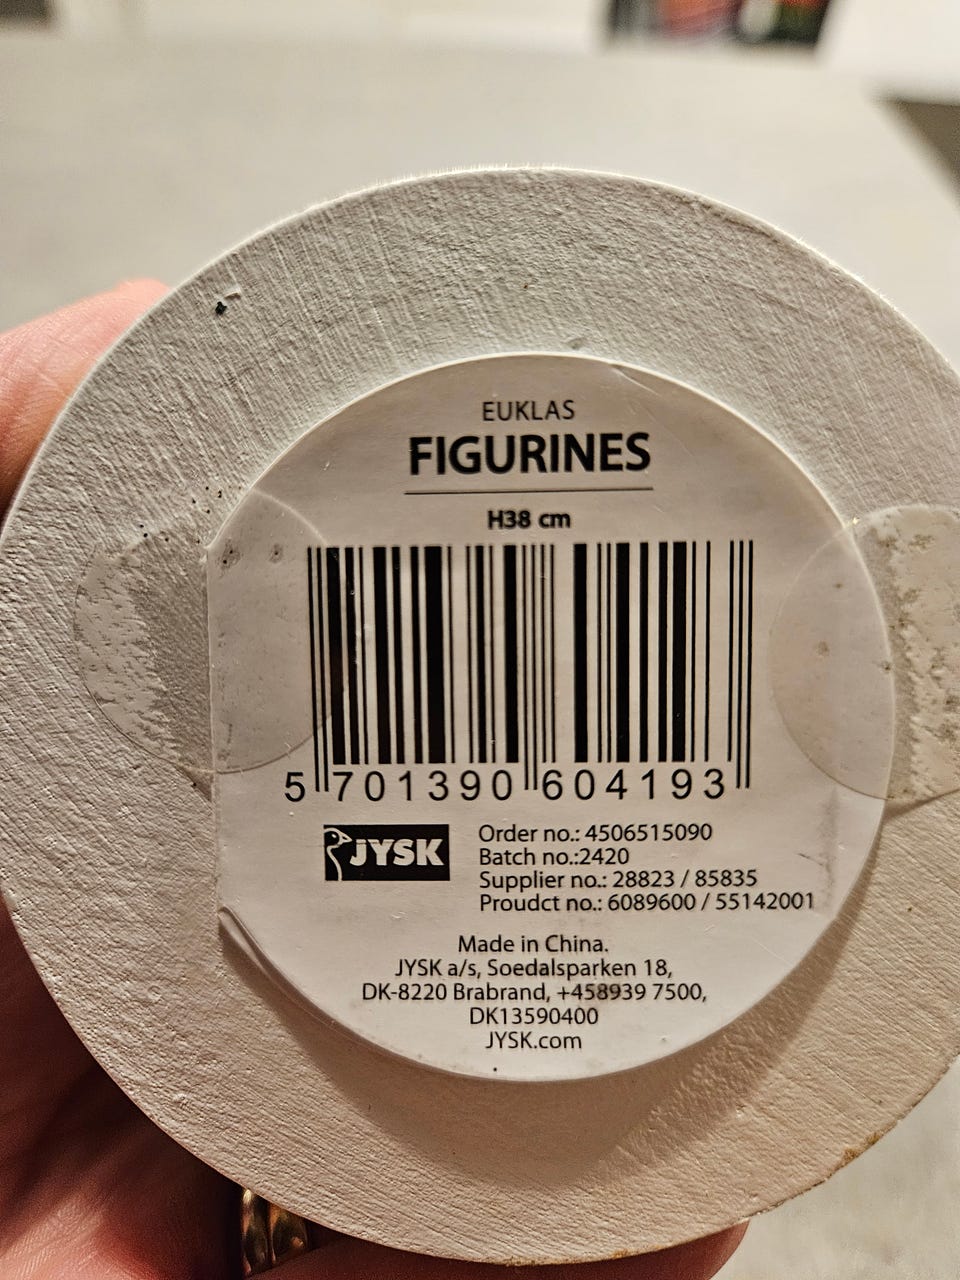 EUKLAS
FIGURINES
H38 cm
5 701390 604193
JYSK
Order no.: 4506515090
Batch no.:2420
Supplier no.: 28823 / 85835
Proudct no.: 6089600 / 55142001
Made in China.
JYSK a/s, Soedalsparken 18,
DK-8220 Brabrand, +458939 7500,
DK13590400
JYSK.com